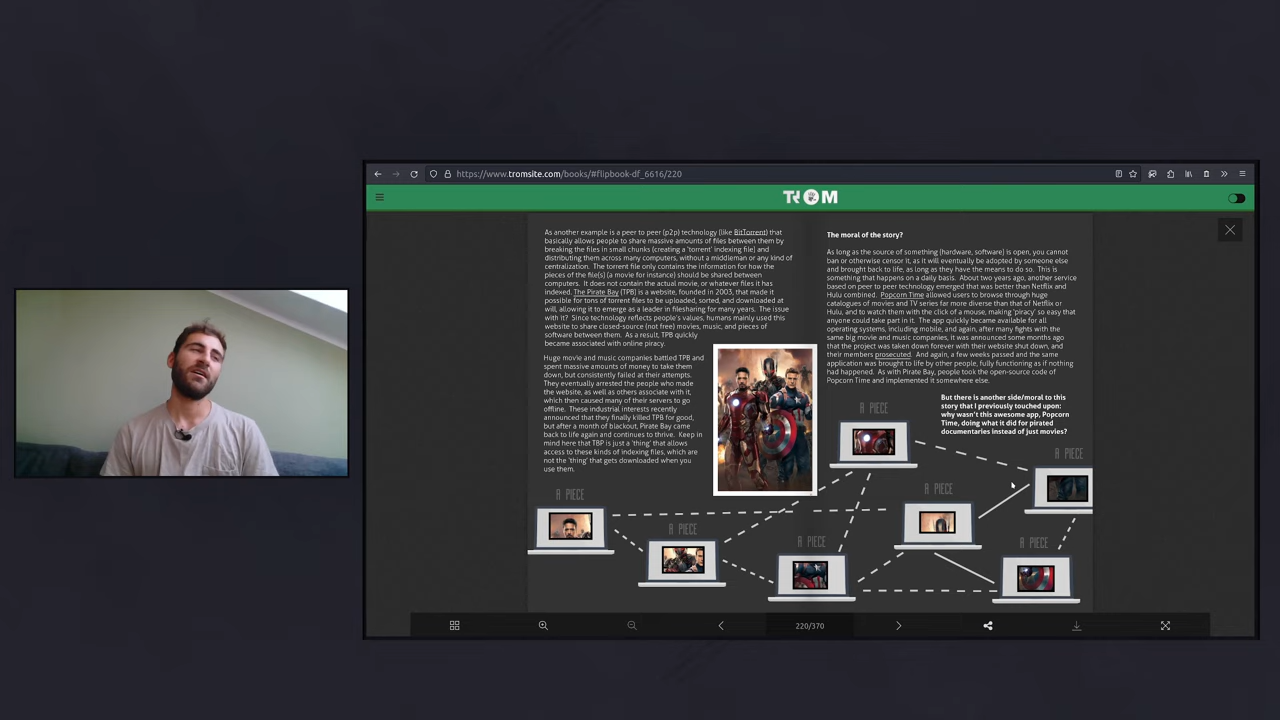 https://www.tromsite.com/books/#flipbook-df_6616/220
TROM
As another example is a peer to peer (p2p) technology (like BitTorrent) that
basically allows people to share massive amounts of files between them by
breaking the files in small chunks (creating a 'torrent' indexing file) and
distributing them across many computers, without a middleman or any kind of
centralization. The torrent file only contains the information for how the
pieces of the file(s) (a movie for instance) should be shared between
computers. It does not contain the actual movie, or whatever files it has
indexed. The Pirate Bay (TPB) is a website, founded in 2003, that made it
possible for tons of torrent files to be uploaded, sorted, and downloaded at
will, allowing it to emerge as a leader in filesharing for many years. The issue
with it? Since technology reflects people's values, humans mainly used this
website to share closed-source (not free) movies, music, and pieces of
software between them. As a result, TPB quickly
became associated with online piracy.
Huge movie and music companies battled TPB and
spent massive amounts of money to take them
down, but consistently failed at their attempts.
They eventually arrested the people who made
the website, as well as others associate with it,
which then caused many of their servers to go
offline. These industrial interests recently
announced that they finally killed TPB for good,
but after a month of blackout, Pirate Bay came
back to life again and continues to thrive. Keep in
mind here that TBP is just a 'thing' that allows
access to these kinds of indexing files, which are
not the 'thing' that gets downloaded when you
use them.
The moral of the story?
As long as the source of something (hardware, software) is open, you cannot
ban or otherwise censor it, as it will eventually be adopted by someone else
and brought back to life, as long as they have the means to do so. This is
something that happens on a daily basis. About two years ago, another service
based on peer to peer technology emerged that was better than Netflix and
Hulu combined. Popcorn Time allowed users to browse through huge
catalogues of movies and TV series far more diverse than that of Netflix or
Hulu, and to watch them with the click of a mouse, making 'piracy' so easy that
anyone could take part in it. The app quickly became available for all
operating systems, including mobile, and again, after many fights with the
same big movie and music companies, it was announced some months ago
that the project was taken down forever with their website shut down, and
their members prosecuted. And again, a few weeks passed and the same
application was brought to life by other people, fully functioning as if nothing
had happened. As with Pirate Bay, people took the open-source code of
Popcorn Time and implemented it somewhere else.
But there is another side/moral to this
story that I previously touched upon:
why wasn't this awesome app, Popcorn
Time, doing what it did for pirated
documentaries instead of just movies?
A PIECE
A PIECE
A PIECE
A PIECE
A PIECE
A PIECE
A PIECE
220/370